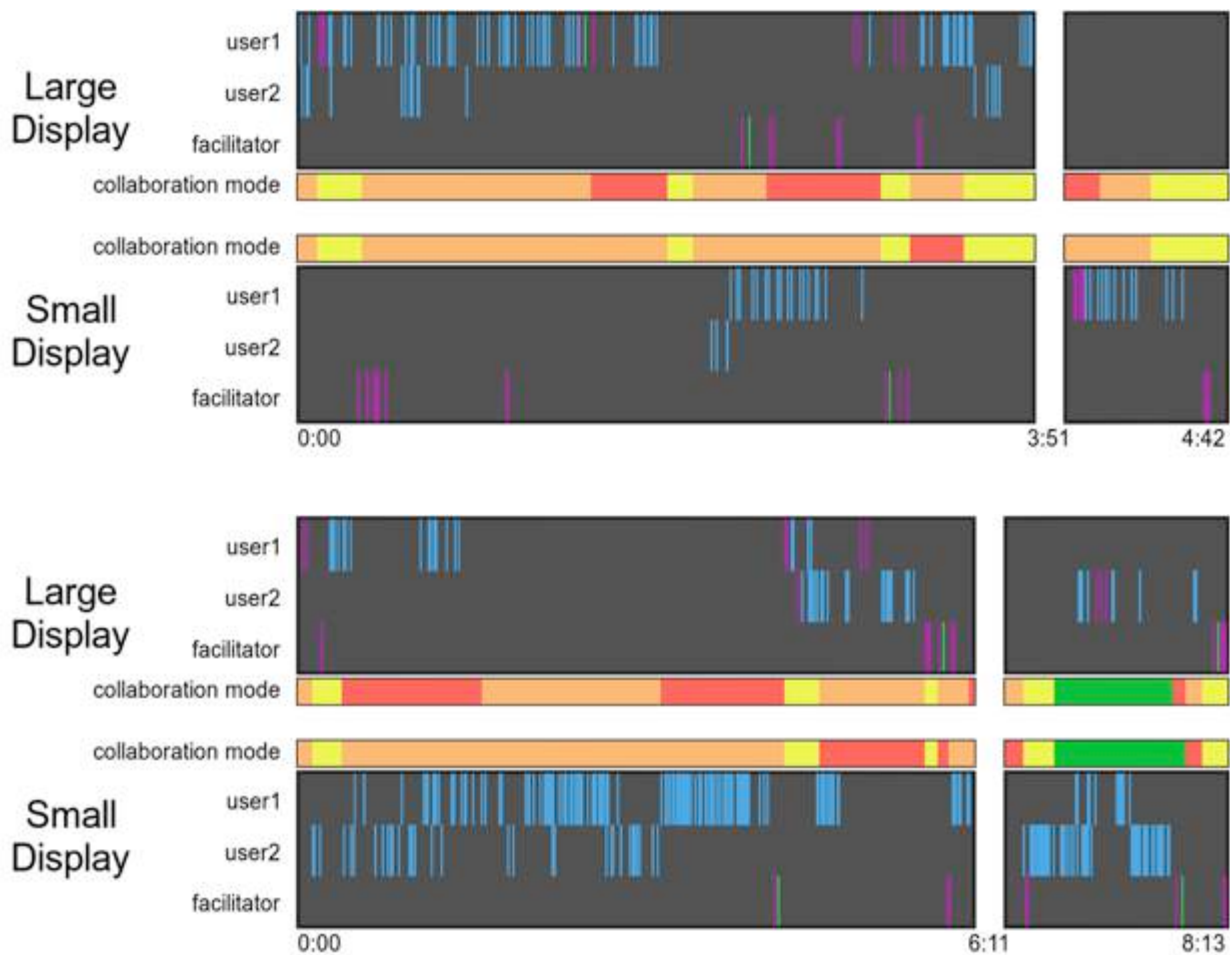 Large
Display
user1
user2
facilitator
collaboration mode
collaboration mode
Small
Display
user1
user2
facilitator
0:00
3:51
4:42
Large
Display
user1
user2
facilitator
collaboration mode
collaboration mode
Small
Display
user1
user2
facilitator
0:00
6:11
8:13